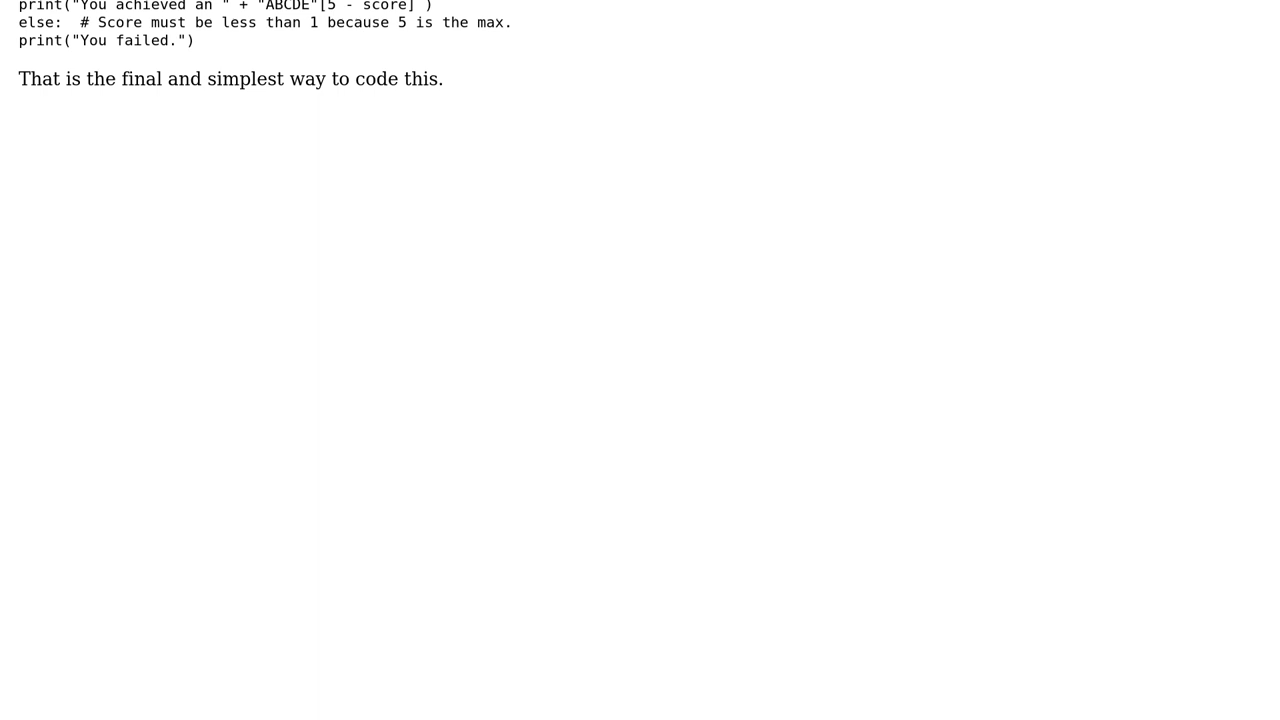 print("You achieved an " + "ABCDE"[5 - score] )
else:  # Score must be less than 1 because 5 is the max.
print("You failed.")
That is the final and simplest way to code this.